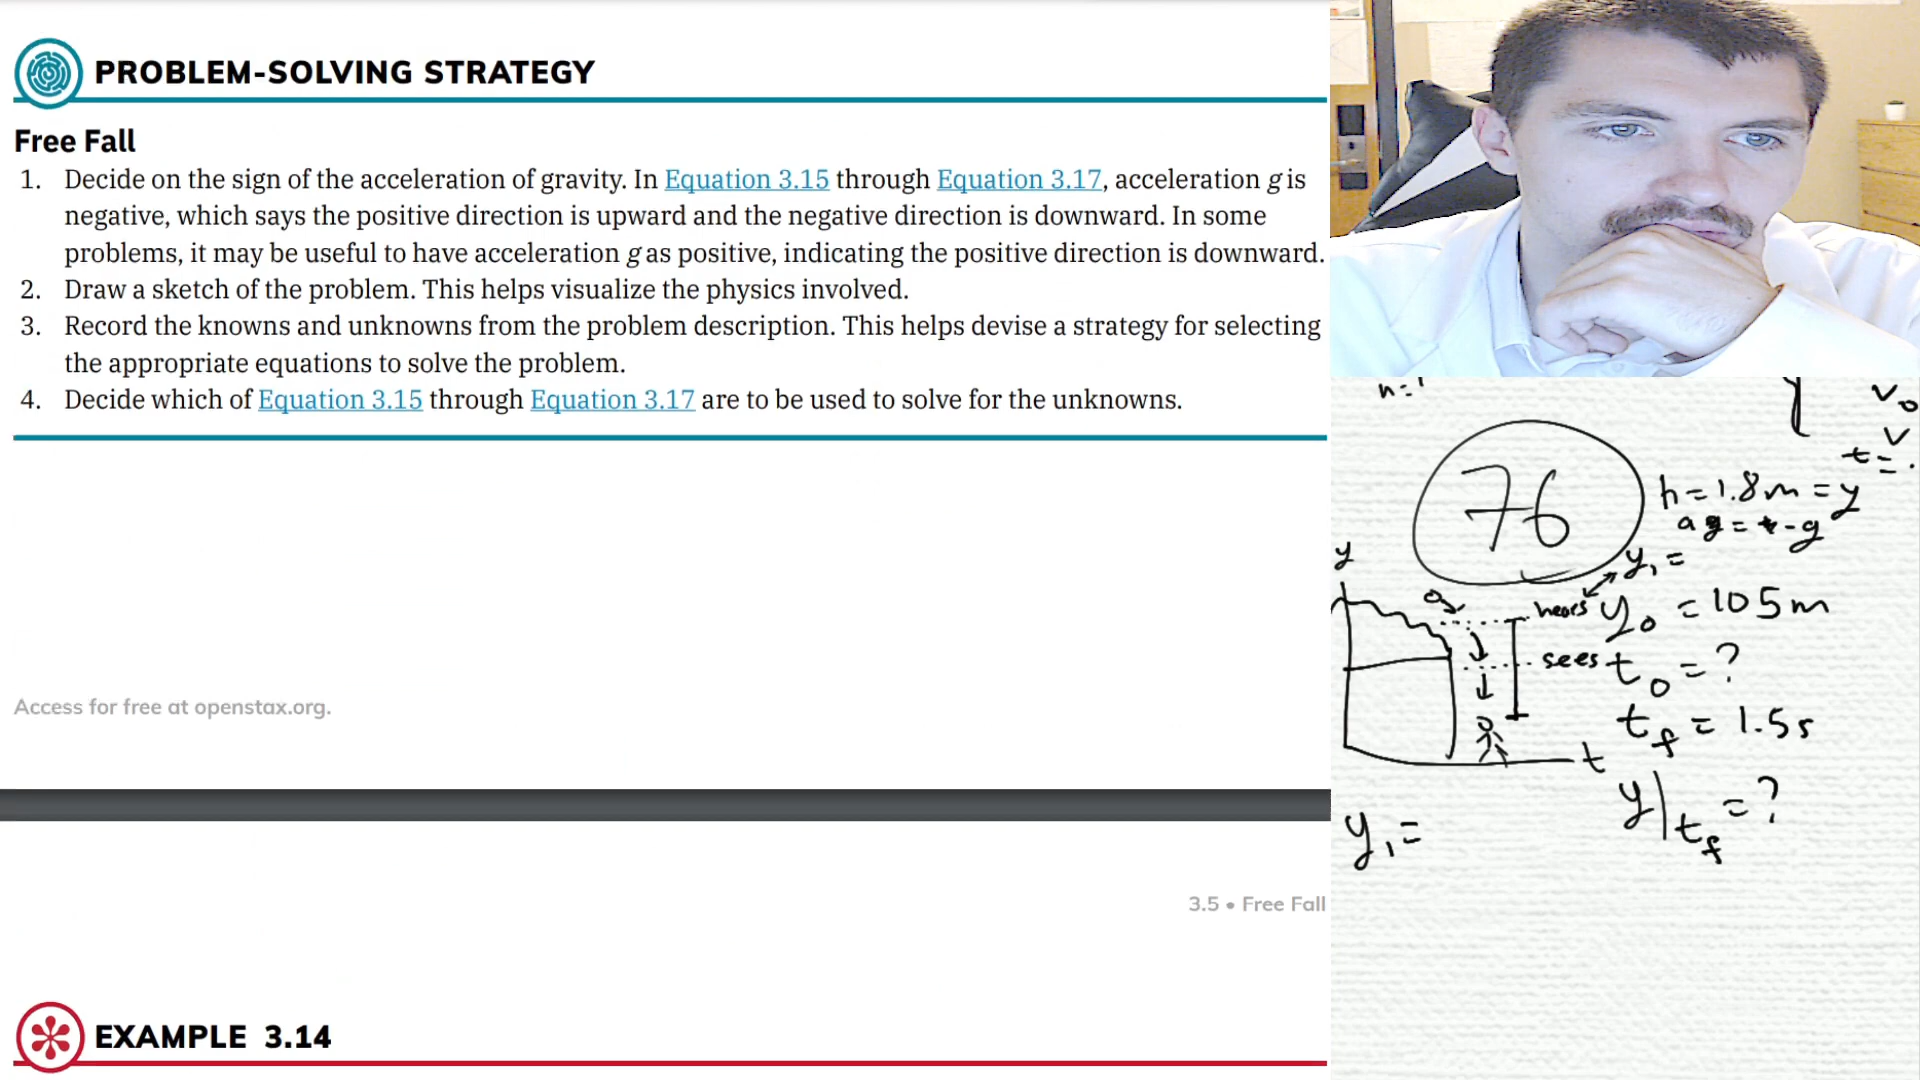 PROBLEM-SOLVING STRATEGY
Free Fall
1. Decide on the sign of the acceleration of gravity. In Equation 3.15 through Equation 3.17, acceleration g is
negative, which says the positive direction is upward and the negative direction is downward. In some
problems, it may be useful to have acceleration g as positive, indicating the positive direction is downward.
2. Draw a sketch of the problem. This helps visualize the physics involved.
3. Record the knowns and unknowns from the problem description. This helps devise a strategy for selecting
the appropriate equations to solve the problem.
4. Decide which of Equation 3.15 through Equation 3.17 are to be used to solve for the unknowns.
Access for free at openstax.org.
3.5 • Free Fall
EXAMPLE 3.14
v₀
v
t =
76
h = 1.8m = y
= -g
y
y₁ =
hears y₀ = 105m
sees t₀ = ?
t_f = 1.5s
t
y|t_f = ?
y₁ =